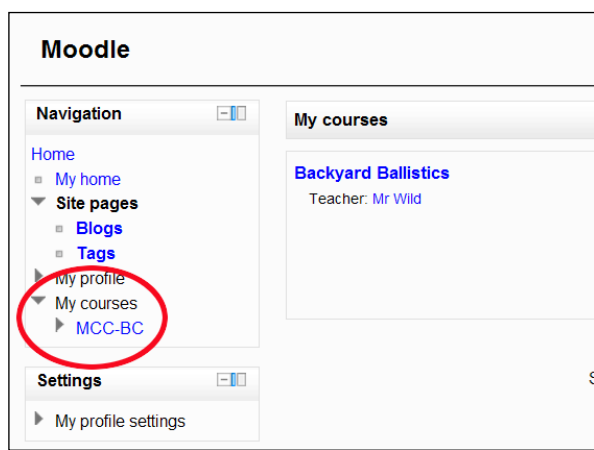 Moodle
Navigation
Home
My home
Site pages
Blogs
Tags
My profile
My courses
MCC-BC
Settings
My profile settings
My courses
Backyard Ballistics
Teacher: Mr Wild
S